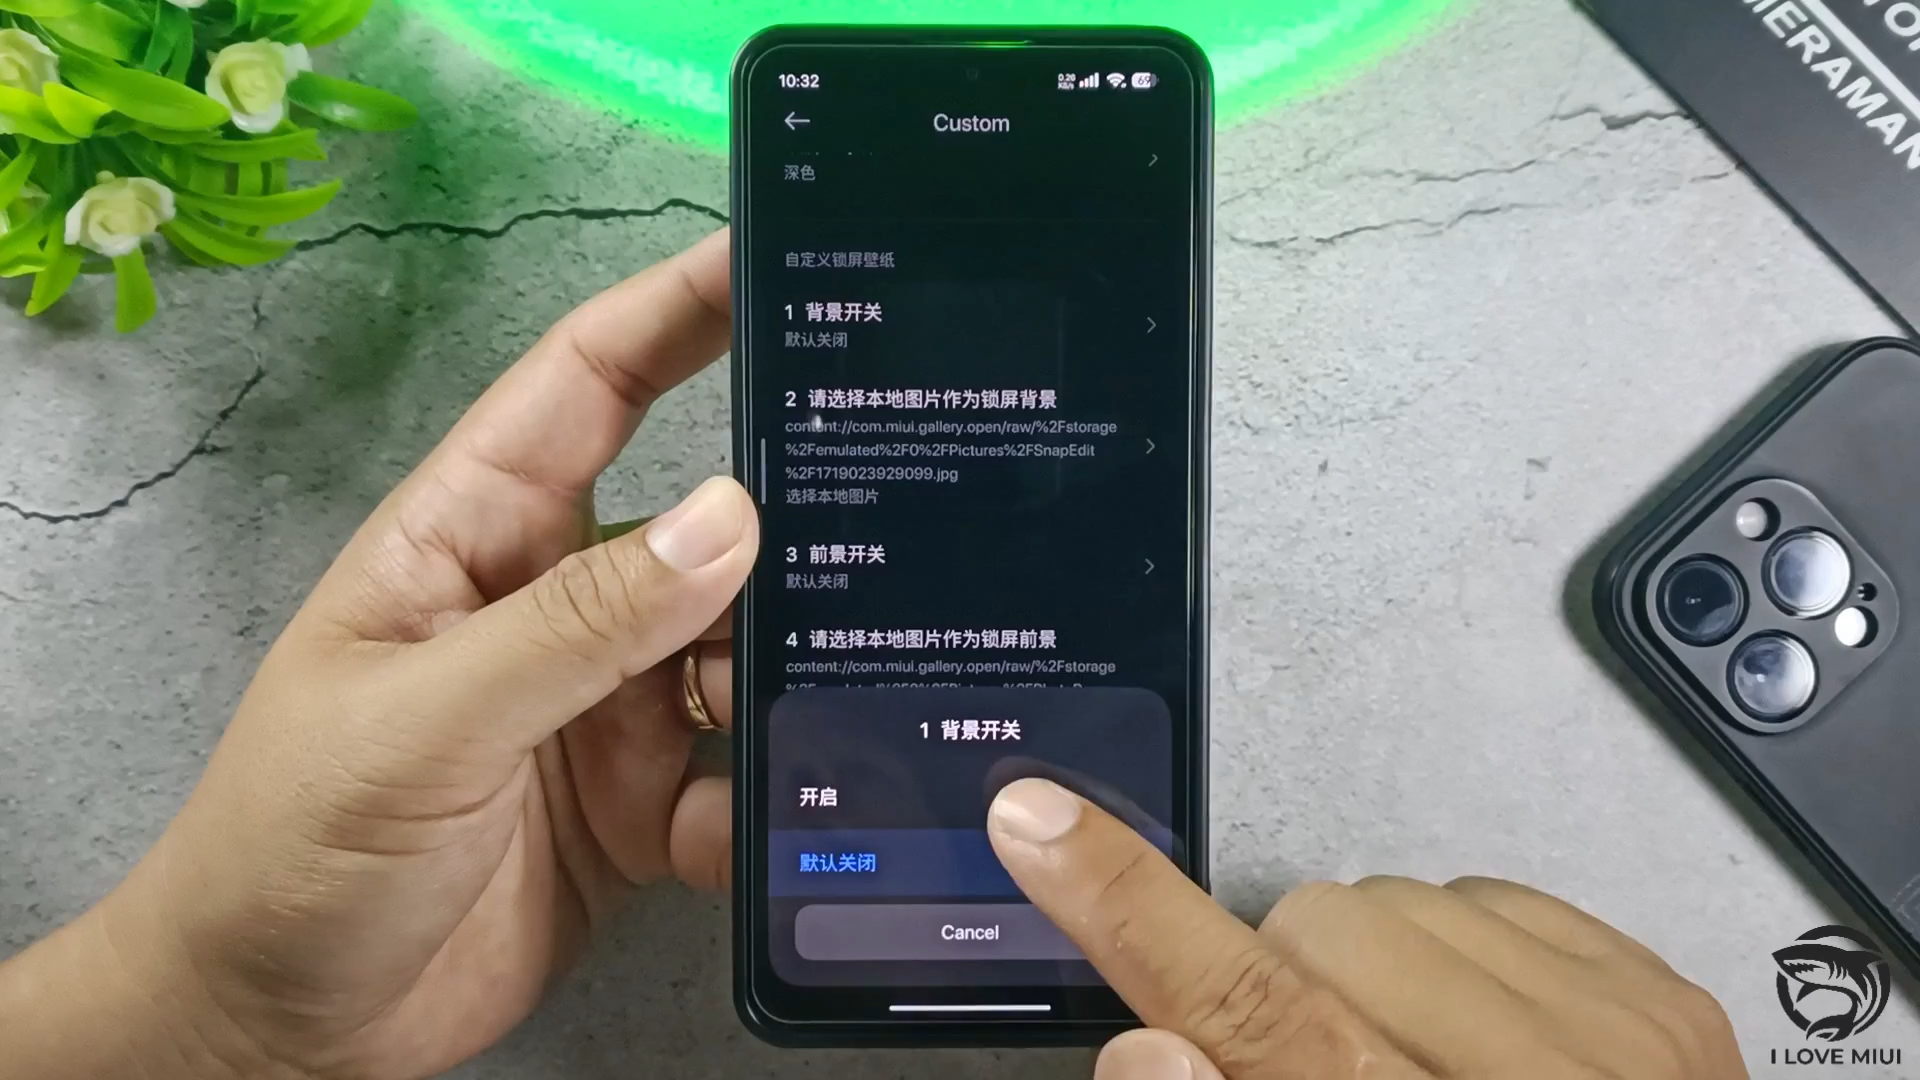 10:32
0.20
KB/s
69
Custom
深色
自定义锁屏壁纸
1 背景开关
默认关闭
2 请选择本地图片作为锁屏背景
content://com.miui.gallery.open/raw/%2Fstorage
%2Femulated%2F0%2FPictures%2FSnapEdit
%2F1719023929099.jpg
选择本地图片
3 前景开关
默认关闭
4 请选择本地图片作为锁屏前景
content://com.miui.gallery.open/raw/%2Fstorage
1 背景开关
开启
默认关闭
Cancel
MERAMAN
I LOVE MIUI